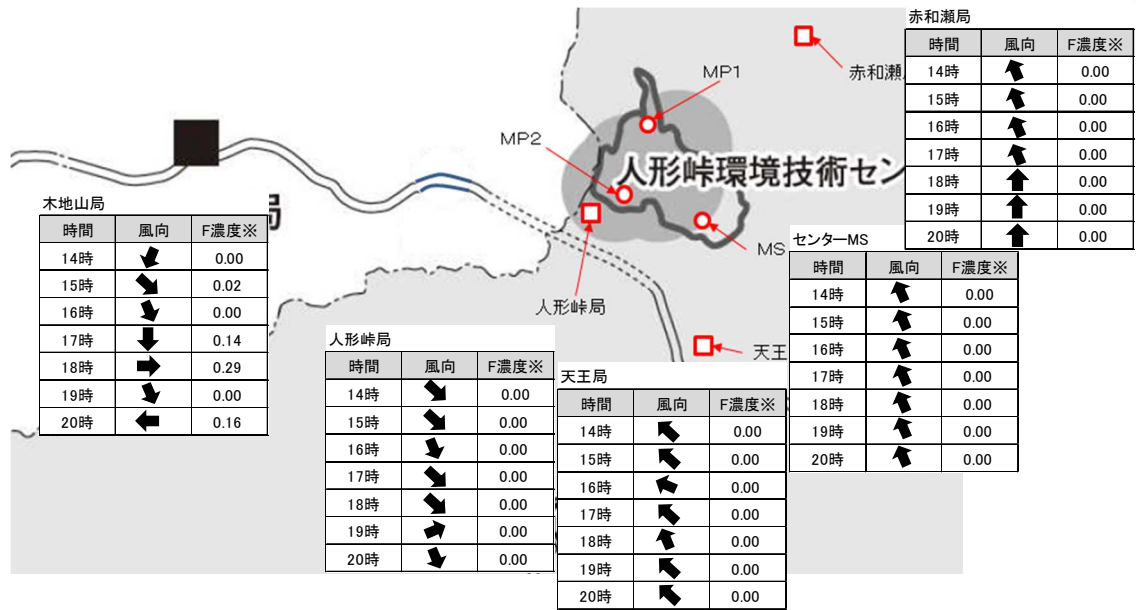 赤和瀬局
時間 風向 F濃度※
14時 0.00
15時 0.00
16時 0.00
17時 0.00
18時 0.00
19時 0.00
20時 0.00
赤和瀬
MP1
MP2
人形峠環境技術セン
MS
人形峠局
天王
局
木地山局
時間 風向 F濃度※
14時 0.00
15時 0.02
16時 0.00
17時 0.14
18時 0.29
19時 0.00
20時 0.16
センターMS
時間 風向 F濃度※
14時 0.00
15時 0.00
16時 0.00
17時 0.00
18時 0.00
19時 0.00
20時 0.00
人形峠局
時間 風向 F濃度※
14時 0.00
15時 0.00
16時 0.00
17時 0.00
18時 0.00
19時 0.00
20時 0.00
天王局
時間 風向 F濃度※
14時 0.00
15時 0.00
16時 0.00
17時 0.00
18時 0.00
19時 0.00
20時 0.00